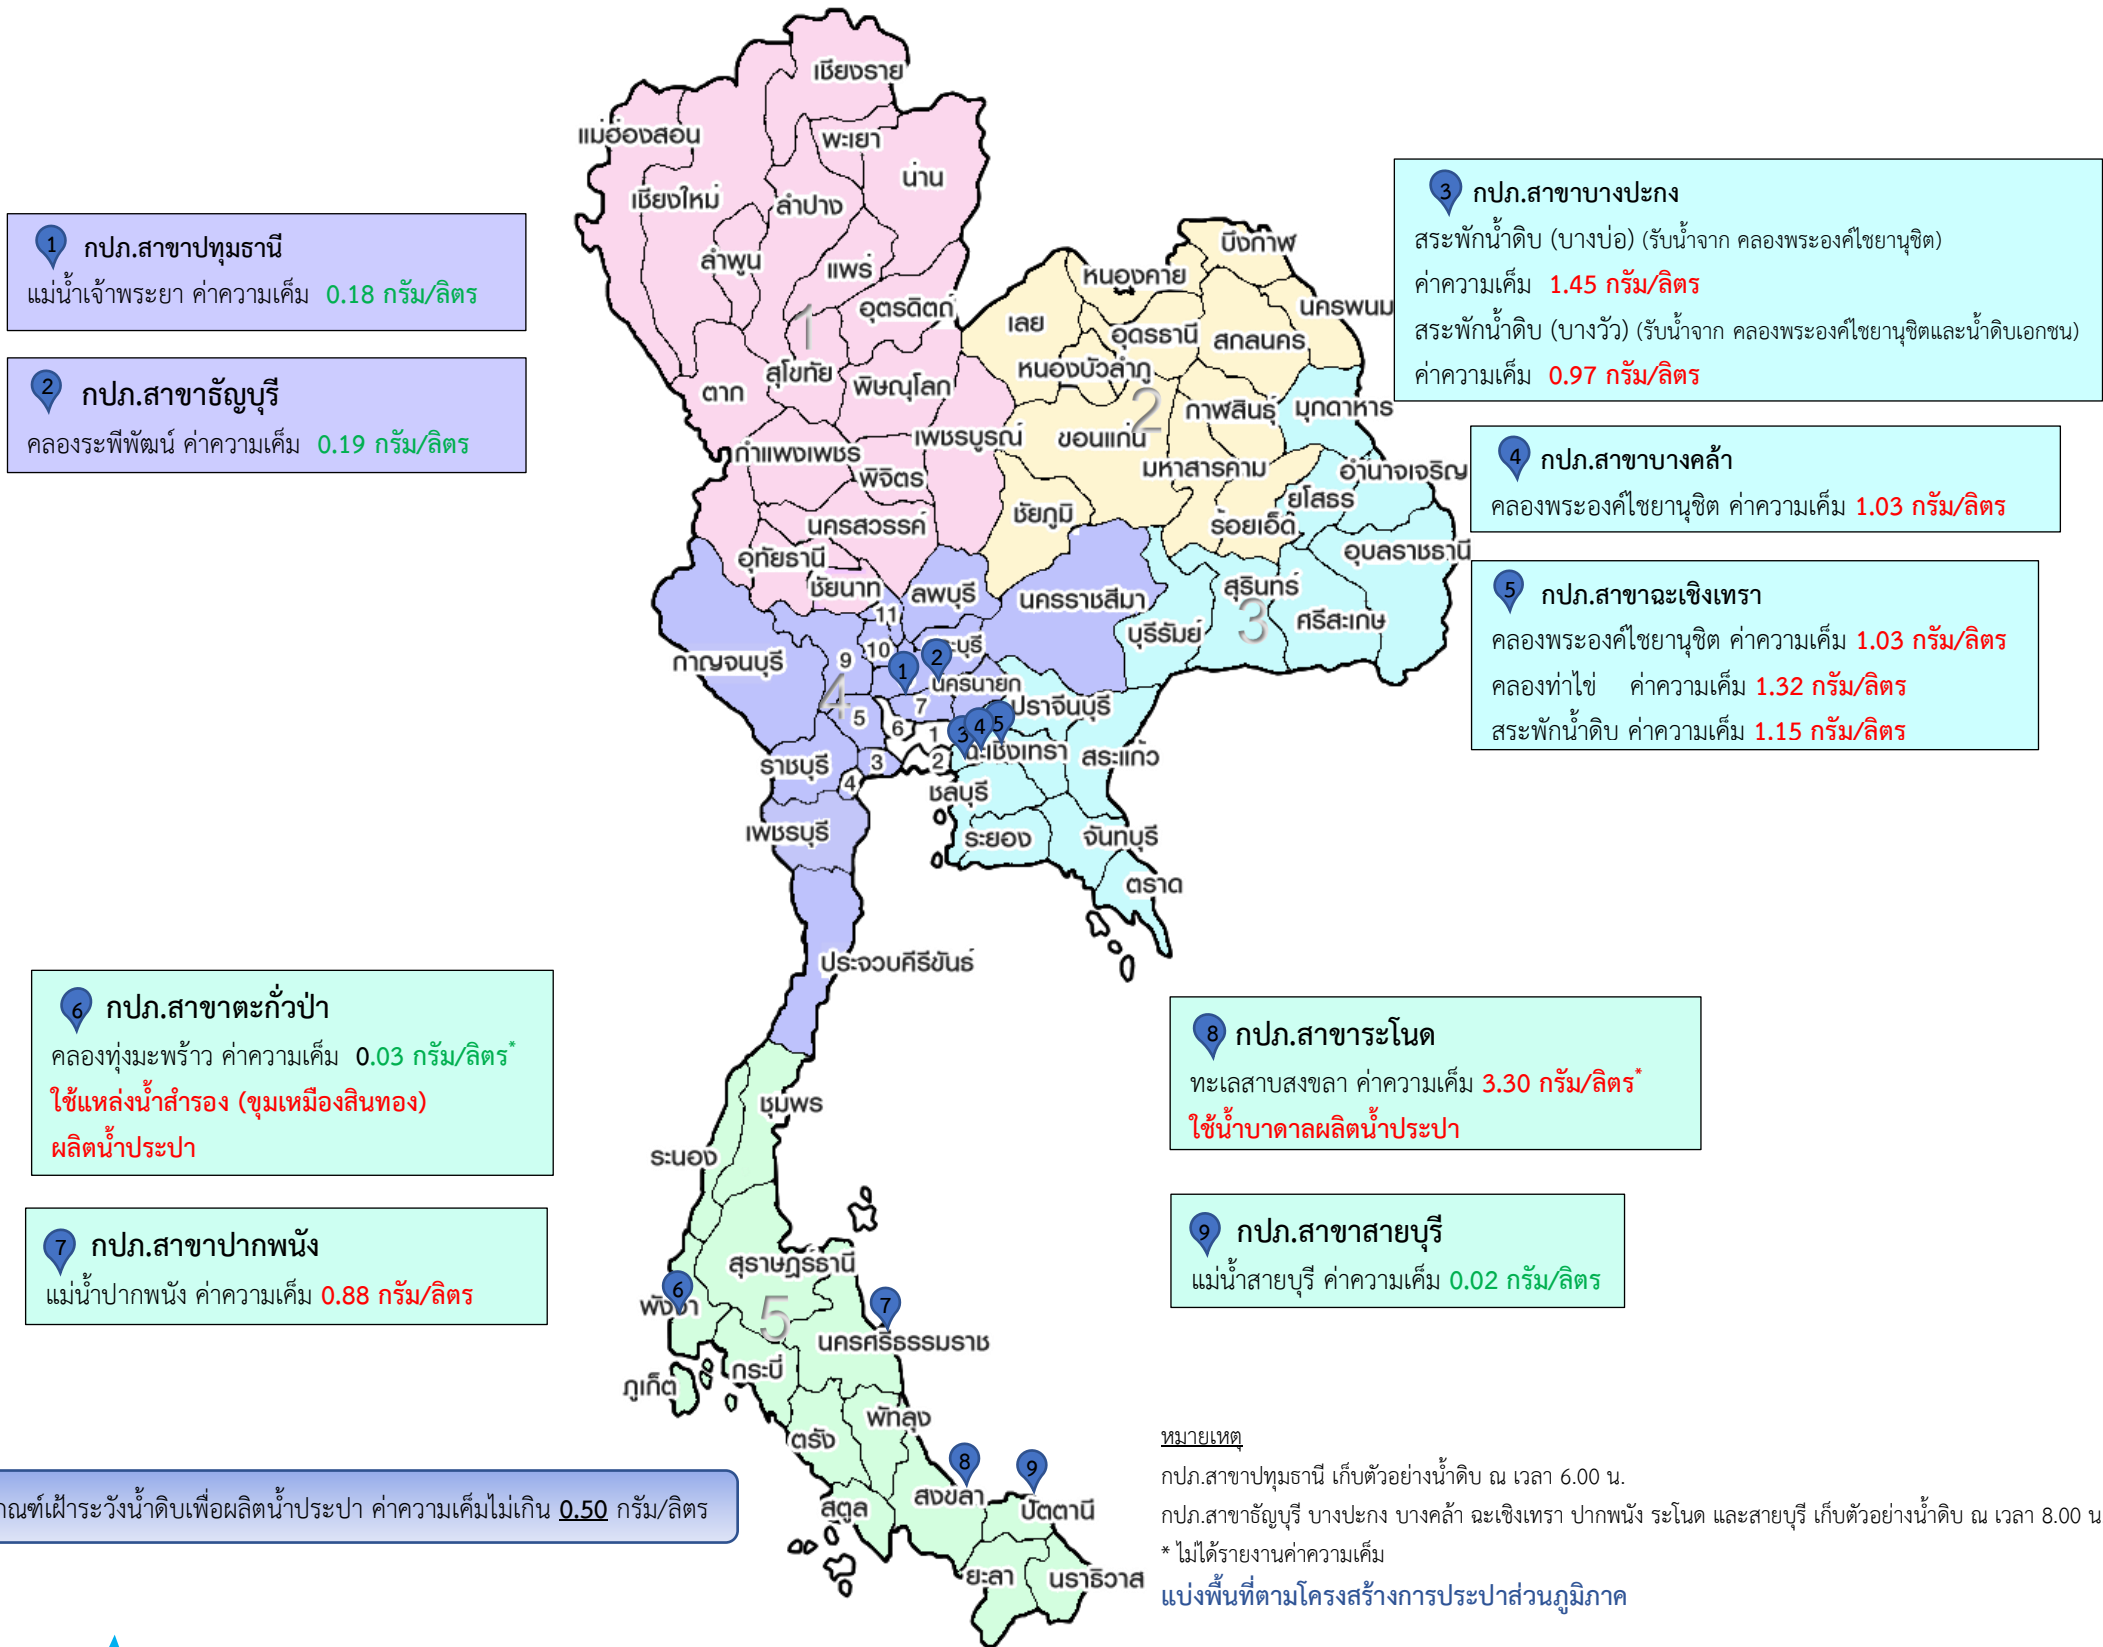 1 กปภ.สาขาปทุมธานี
แม่น้ำเจ้าพระยา ค่าความเค็ม 0.18 กรัม/ลิตร
2 กปภ.สาขาธัญบุรี
คลองระพีพัฒน์ ค่าความเค็ม 0.19 กรัม/ลิตร
3 กปภ.สาขาบางปะกง
สระพักน้ำดิบ (บางบ่อ) (รับน้ำจาก คลองพระองค์ไชยานุชิต)
ค่าความเค็ม 1.45 กรัม/ลิตร
สระพักน้ำดิบ (บางวัว) (รับน้ำจาก คลองพระองค์ไชยานุชิตและน้ำดิบเอกชน)
ค่าความเค็ม 0.97 กรัม/ลิตร
4 กปภ.สาขาบางคล้า
คลองพระองค์ไชยานุชิต ค่าความเค็ม 1.03 กรัม/ลิตร
5 กปภ.สาขาฉะเชิงเทรา
คลองพระองค์ไชยานุชิต ค่าความเค็ม 1.03 กรัม/ลิตร
คลองท่าไข่ ค่าความเค็ม 1.32 กรัม/ลิตร
สระพักน้ำดิบ ค่าความเค็ม 1.15 กรัม/ลิตร
เชียงราย
แม่ฮ่องสอน
พะเยา
น่าน
เชียงใหม่
ลำปาง
ลำพูน
แพร่
อุตรดิตถ์
1
สุโขทัย
ตาก
พิษณุโลก
กำแพงเพชร
เพชรบูรณ์
พิจิตร
นครสวรรค์
อุทัยธานี
ชัยนาท
บึงกาฬ
หนองคาย
นครพนม
เลย
อุดรธานี
สกลนคร
หนองบัวลำภู
2
กาฬสินธุ์
มุกดาหาร
ขอนแก่น
มหาสารคาม
อำนาจเจริญ
ยโสธร
ชัยภูมิ
ร้อยเอ็ด
อุบลราชธานี
ลพบุรี
นครราชสีมา
สุรินทร์
3
ศรีสะเกษ
บุรีรัมย์
11
10
ะบุรี
9
กาญจนบุรี
4
1
2
นครนายก
7
5
6
1
ปราจีนบุรี
3
4
5
ฉะเชิงเทรา
สระแก้ว
2
3
4
ราชบุรี
ชลบุรี
เพชรบุรี
ระยอง
จันทบุรี
ตราด
ประจวบคีรีขันธ์
6 กปภ.สาขาตะกั่วป่า
คลองทุ่งมะพร้าว ค่าความเค็ม 0.03 กรัม/ลิตร*
ใช้แหล่งน้ำสำรอง (ขุมเหมืองสินทอง)
ผลิตน้ำประปา
7 กปภ.สาขาปากพนัง
แม่น้ำปากพนัง ค่าความเค็ม 0.88 กรัม/ลิตร
8 กปภ.สาขาระโนด
ทะเลสาบสงขลา ค่าความเค็ม 3.30 กรัม/ลิตร*
ใช้น้ำบาดาลผลิตน้ำประปา
9 กปภ.สาขาสายบุรี
แม่น้ำสายบุรี ค่าความเค็ม 0.02 กรัม/ลิตร
ชุมพร
ระนอง
สุราษฎร์ธานี
6
พังงา
5
7
นครศรีธรรมราช
กระบี่
ภูเก็ต
พัทลุง
ตรัง
8
9
สงขลา
ปัตตานี
สตูล
ยะลา
นราธิวาส
ณฑ์เฝ้าระวังน้ำดิบเพื่อผลิตน้ำประปา ค่าความเค็มไม่เกิน 0.50 กรัม/ลิตร
หมายเหตุ
กปภ.สาขาปทุมธานี เก็บตัวอย่างน้ำดิบ ณ เวลา 6.00 น.
กปภ.สาขาธัญบุรี บางปะกง บางคล้า ฉะเชิงเทรา ปากพนัง ระโนด และสายบุรี เก็บตัวอย่างน้ำดิบ ณ เวลา 8.00 น
* ไม่ได้รายงานค่าความเค็ม
แบ่งพื้นที่ตามโครงสร้างการประปาส่วนภูมิภาค